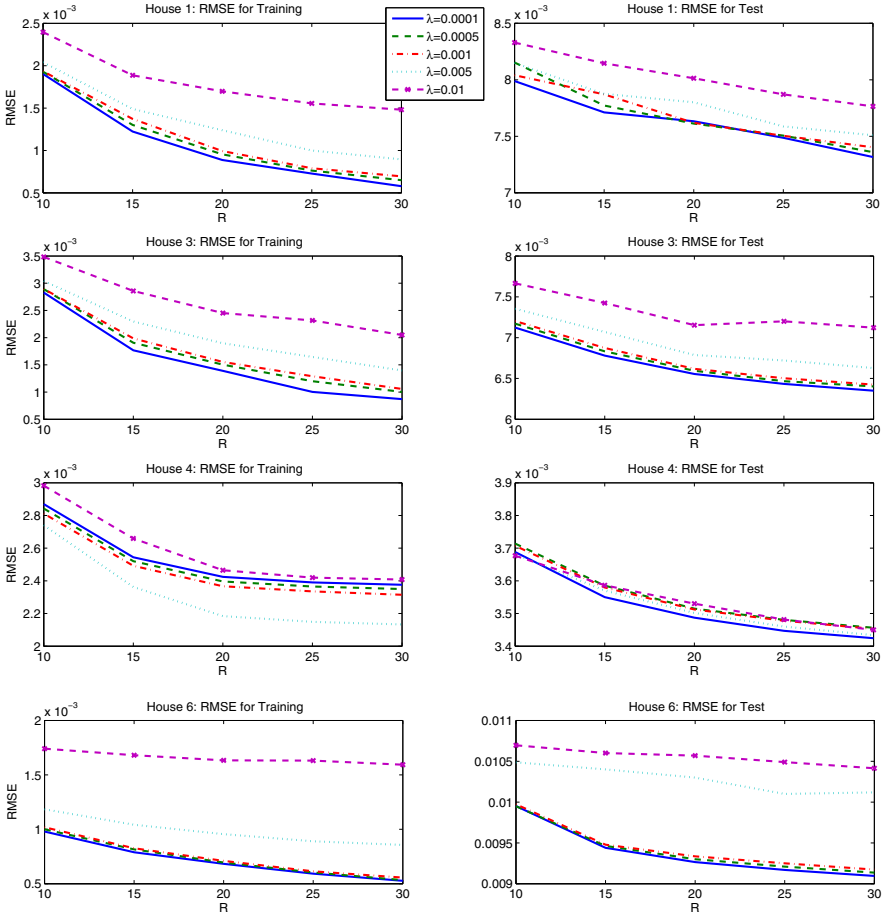 House 1: RMSE for Training
x 10⁻³
2.5
2
1.5
1
0.5
RMSE
10 15 20 25 30
R
λ=0.0001
λ=0.0005
λ=0.001
λ=0.005
λ=0.01
House 1: RMSE for Test
x 10⁻³
8.5
8
7.5
7
10 15 20 25 30
R
House 3: RMSE for Training
x 10⁻³
3.5
3
2.5
2
1.5
1
0.5
RMSE
10 15 20 25 30
R
House 3: RMSE for Test
x 10⁻³
8
7.5
7
6.5
6
10 15 20 25 30
R
House 4: RMSE for Training
x 10⁻³
3
2.8
2.6
2.4
2.2
2
RMSE
10 15 20 25 30
R
House 4: RMSE for Test
x 10⁻³
3.9
3.8
3.7
3.6
3.5
3.4
10 15 20 25 30
R
House 6: RMSE for Training
x 10⁻³
2
1.5
1
0.5
RMSE
10 15 20 25 30
R
House 6: RMSE for Test
0.011
0.0105
0.01
0.0095
0.009
10 15 20 25 30
R